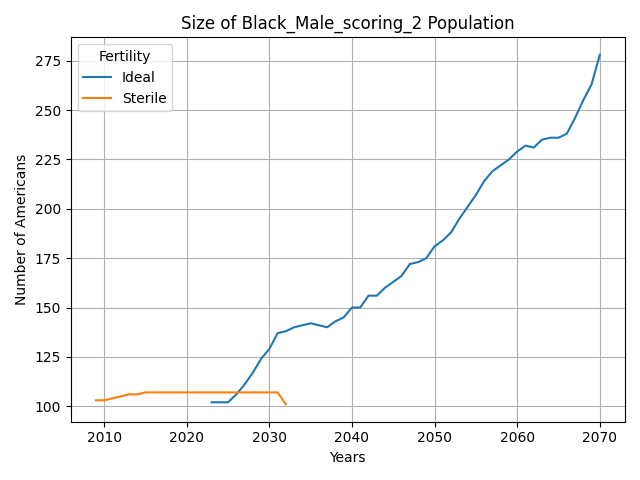 Size of Black_Male_scoring_2 Population
Fertility
Ideal
Sterile
Number of Americans
275
250
225
200
175
150
125
100
2010 2020 2030 2040 2050 2060 2070
Years